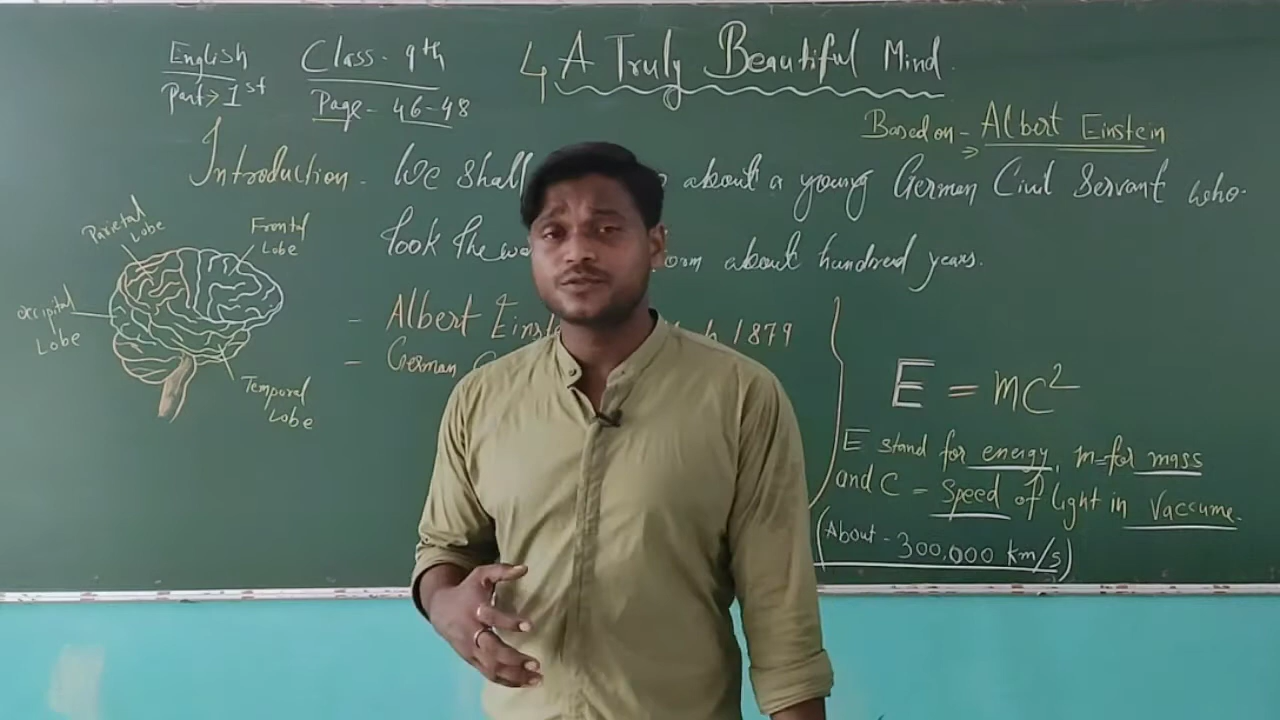 English Class - 9th 4 A Truly Beautiful Mind.
Part → 1st Page - 46-48
Based on - Albert Einstein
Introduction - We shall about a young German Civil Servant who
took the by about hundred years.
Parietal
Lobe
Frontal
Lobe
Occipital
Lobe
Temporal
Lobe
- Albert 1879
- German
E = mc²
E stand for energy, m=for mass
and C = Speed of light in Vaccume.
(About - 300,000 km/s)